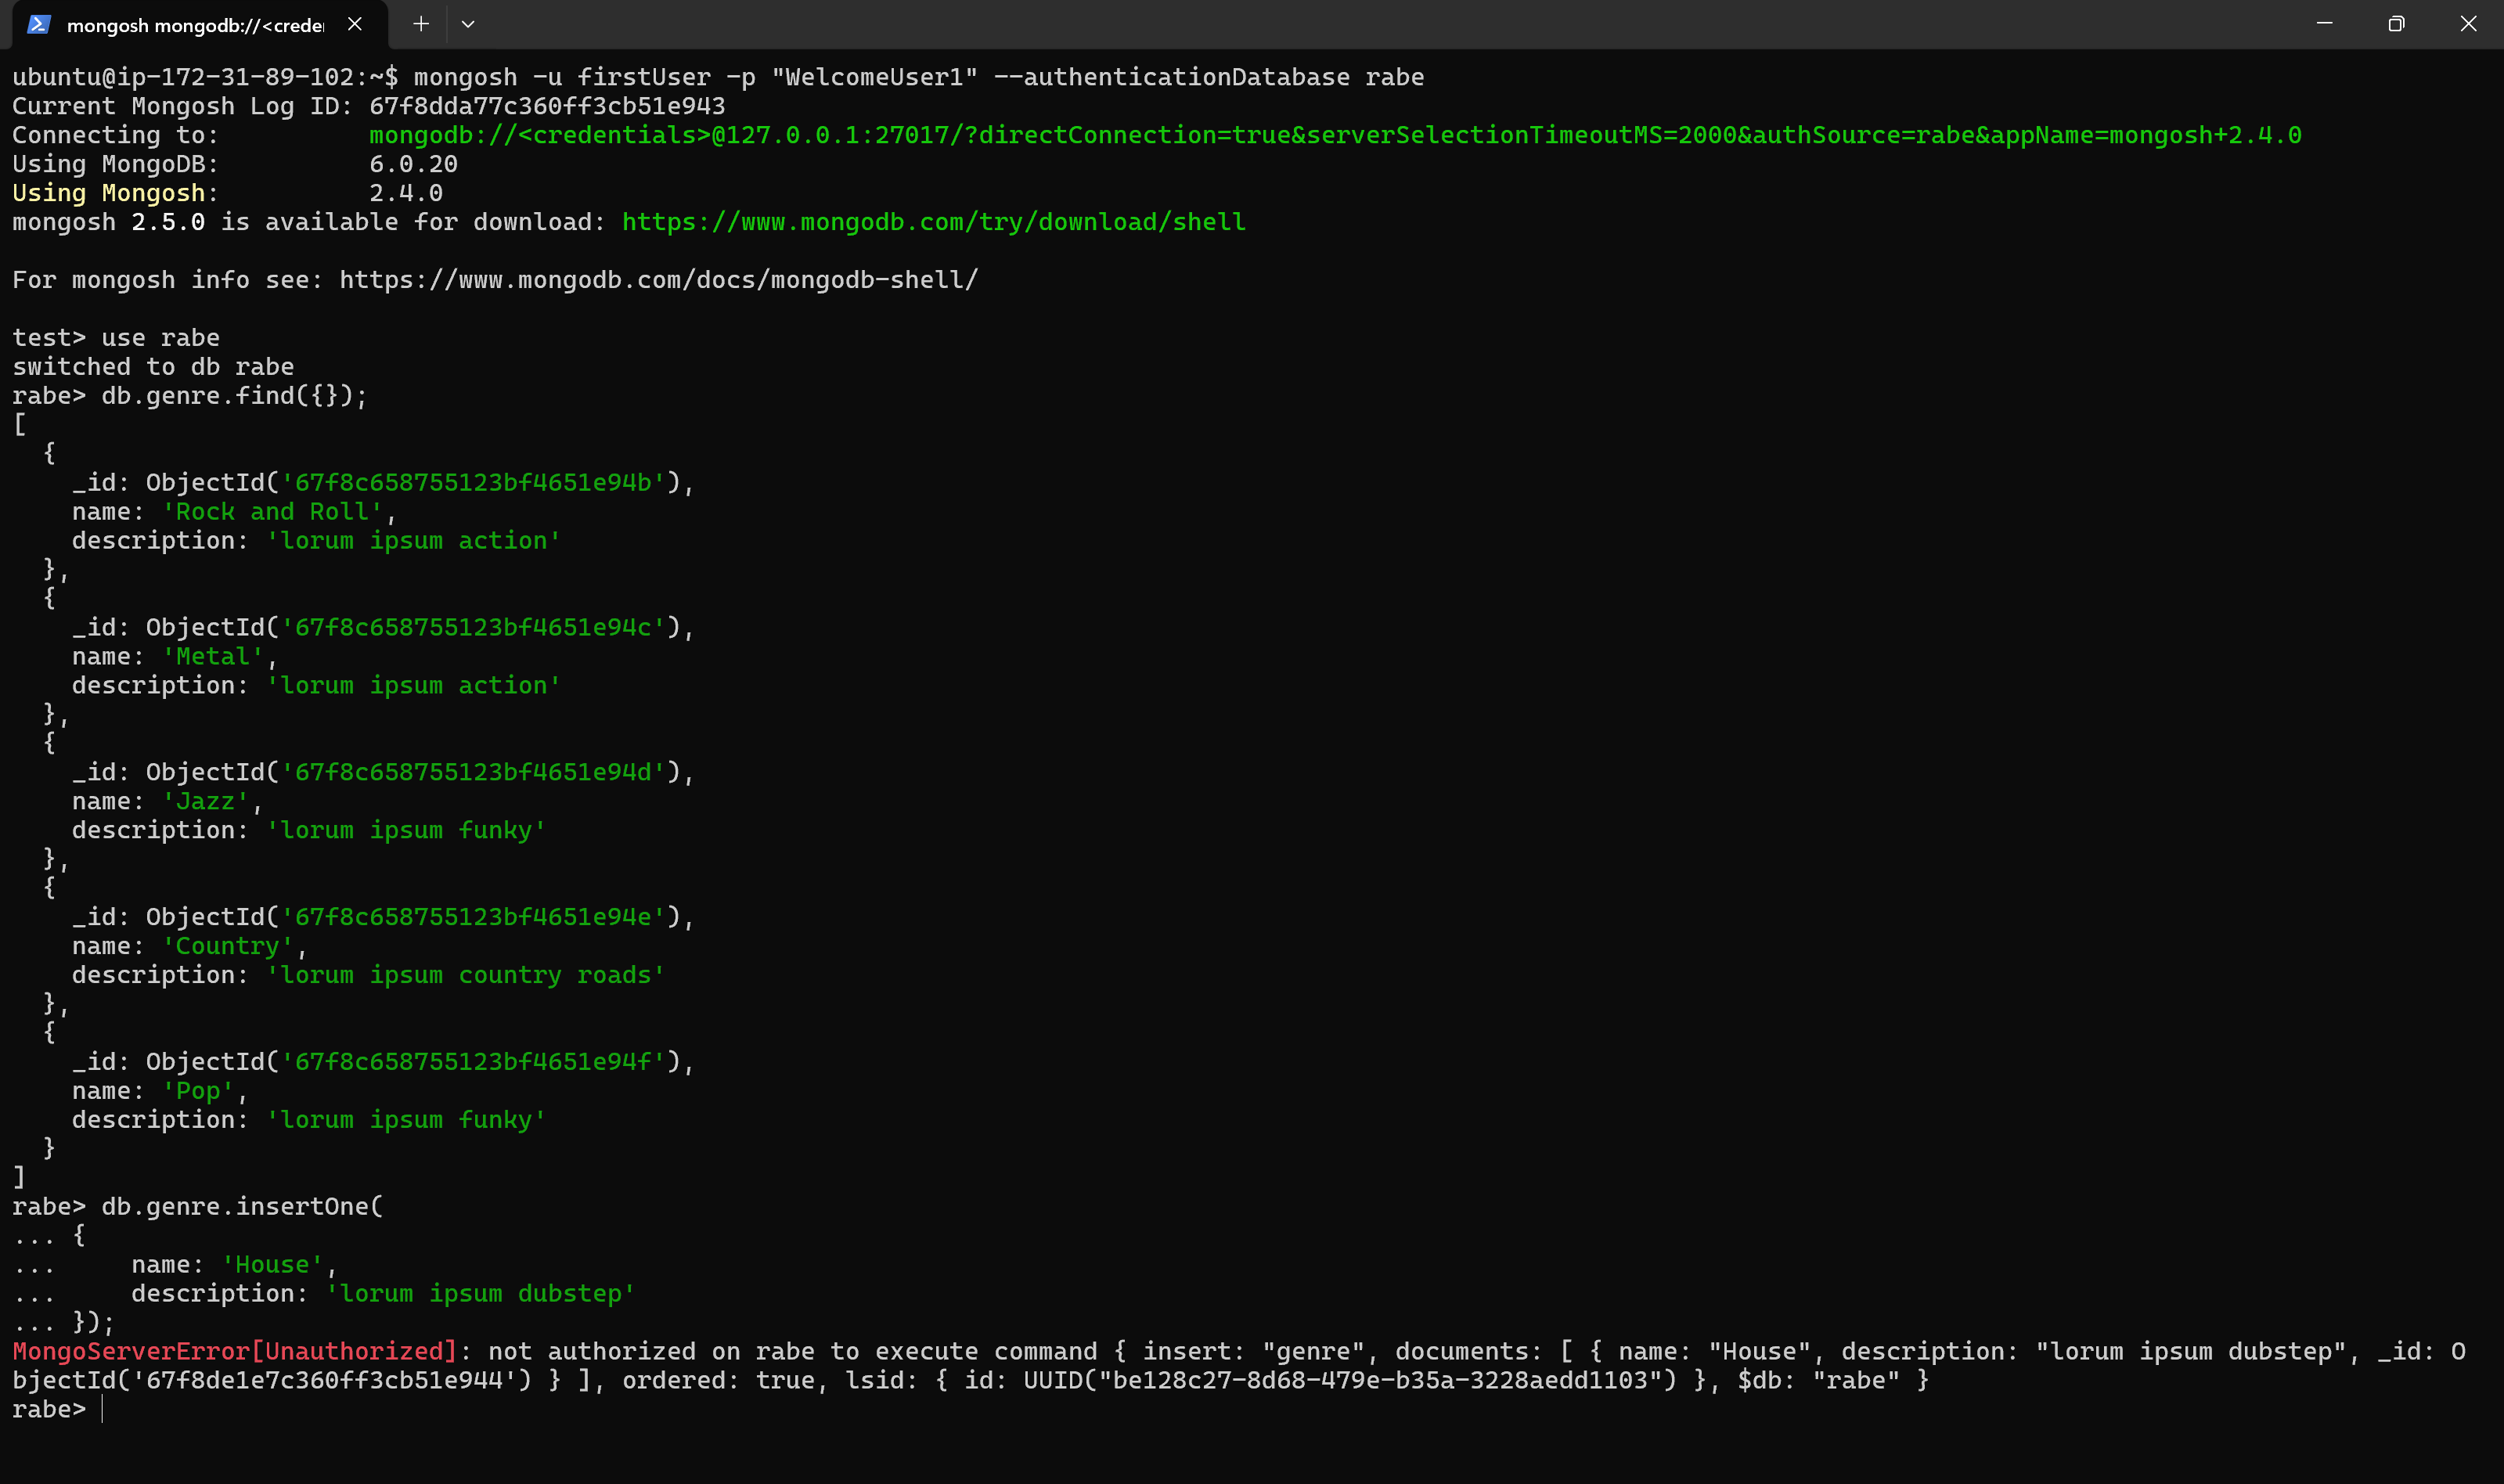 mongosh mongodb://<creder
ubuntu@ip-172-31-89-102:~$ mongosh -u firstUser -p "WelcomeUser1" --authenticationDatabase rabe
Current Mongosh Log ID: 67f8dda77c360ff3cb51e943
Connecting to:          mongodb://<credentials>@127.0.0.1:27017/?directConnection=true&serverSelectionTimeoutMS=2000&authSource=rabe&appName=mongosh+2.4.0
Using MongoDB:          6.0.20
Using Mongosh:          2.4.0
mongosh 2.5.0 is available for download: https://www.mongodb.com/try/download/shell
For mongosh info see: https://www.mongodb.com/docs/mongodb-shell/
test> use rabe
switched to db rabe
rabe> db.genre.find({});
[
  {
    _id: ObjectId('67f8c658755123bf4651e94b'),
    name: 'Rock and Roll',
    description: 'lorum ipsum action'
  },
  {
    _id: ObjectId('67f8c658755123bf4651e94c'),
    name: 'Metal',
    description: 'lorum ipsum action'
  },
  {
    _id: ObjectId('67f8c658755123bf4651e94d'),
    name: 'Jazz',
    description: 'lorum ipsum funky'
  },
  {
    _id: ObjectId('67f8c658755123bf4651e94e'),
    name: 'Country',
    description: 'lorum ipsum country roads'
  },
  {
    _id: ObjectId('67f8c658755123bf4651e94f'),
    name: 'Pop',
    description: 'lorum ipsum funky'
  }
]
rabe> db.genre.insertOne(
... {
...     name: 'House',
...     description: 'lorum ipsum dubstep'
... });
MongoServerError[Unauthorized]: not authorized on rabe to execute command { insert: "genre", documents: [ { name: "House", description: "lorum ipsum dubstep", _id: O
bjectId('67f8de1e7c360ff3cb51e944') } ], ordered: true, lsid: { id: UUID("be128c27-8d68-479e-b35a-3228aedd1103") }, $db: "rabe" }
rabe>